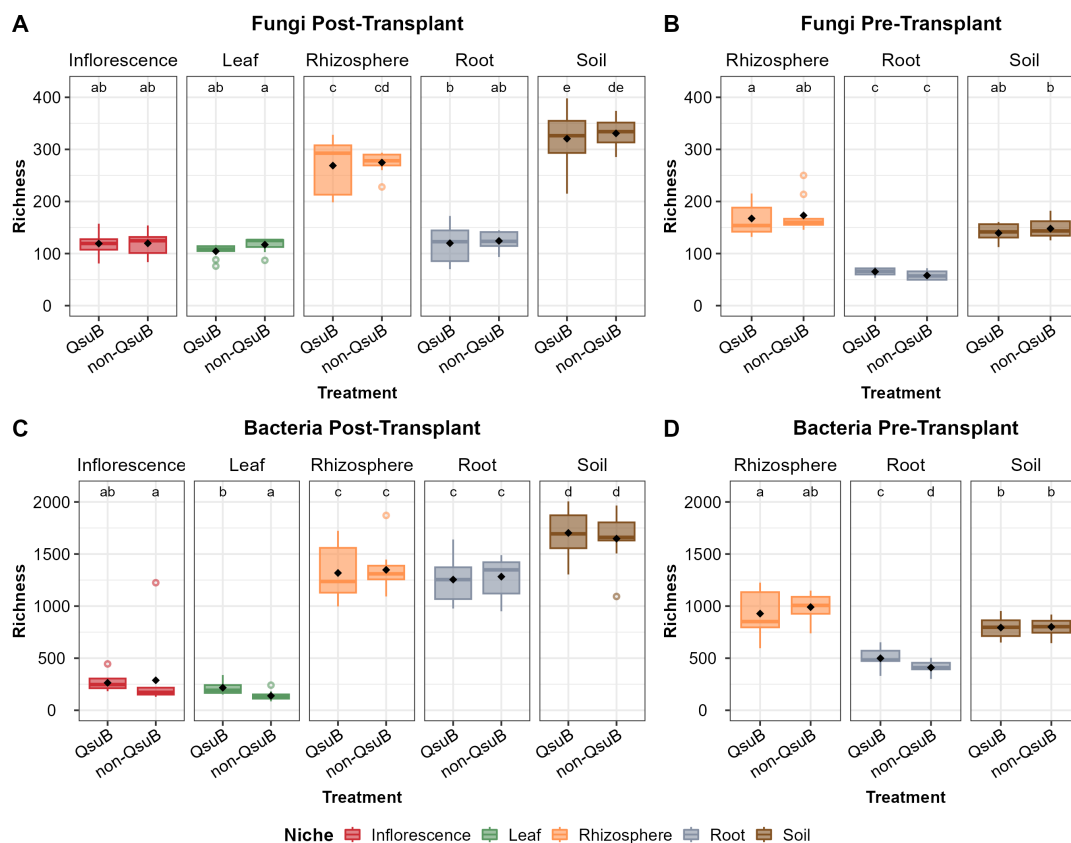 A Fungi Post-Transplant
Inflorescence Leaf Rhizosphere Root Soil
ab ab ab a c cd b ab e de
400
300
200
100
0
Richness
QsuB non-QsuB QsuB non-QsuB QsuB non-QsuB QsuB non-QsuB QsuB non-QsuB
Treatment
B Fungi Pre-Transplant
Rhizosphere Root Soil
a ab c c ab b
400
300
200
100
0
Richness
QsuB non-QsuB QsuB non-QsuB QsuB non-QsuB
Treatment
C Bacteria Post-Transplant
Inflorescence Leaf Rhizosphere Root Soil
ab a b a c c c c d d
2000
1500
1000
500
0
Richness
QsuB non-QsuB QsuB non-QsuB QsuB non-QsuB QsuB non-QsuB QsuB non-QsuB
Treatment
D Bacteria Pre-Transplant
Rhizosphere Root Soil
a ab c d b b
2000
1500
1000
500
0
Richness
QsuB non-QsuB QsuB non-QsuB QsuB non-QsuB
Treatment
Niche Inflorescence Leaf Rhizosphere Root Soil